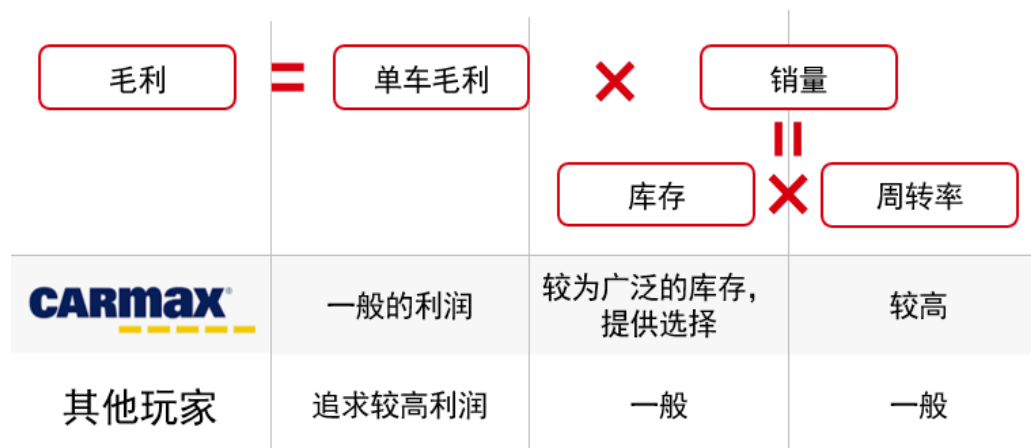 毛利 = 单车毛利 × 销量
=
库存 × 周转率
CARMAX® 一般的利润 较为广泛的库存，提供选择 较高
其他玩家 追求较高利润 一般 一般